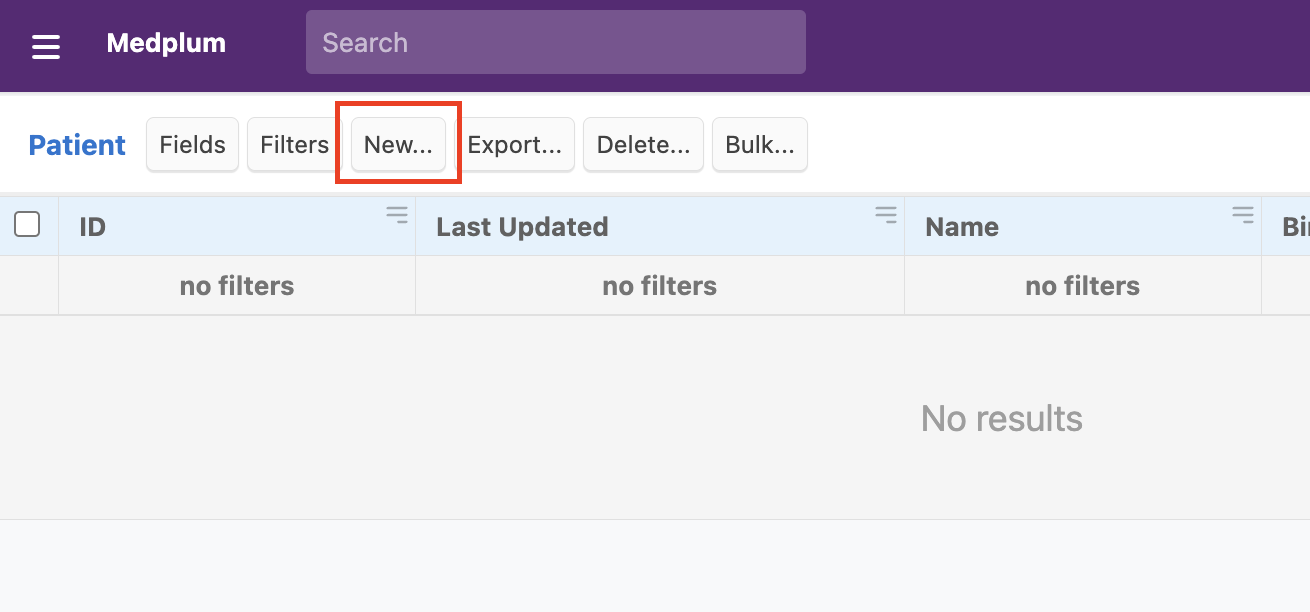 Medplum Search
Patient Fields Filters New... Export... Delete... Bulk...
ID Last Updated Name
no filters no filters no filters
No results